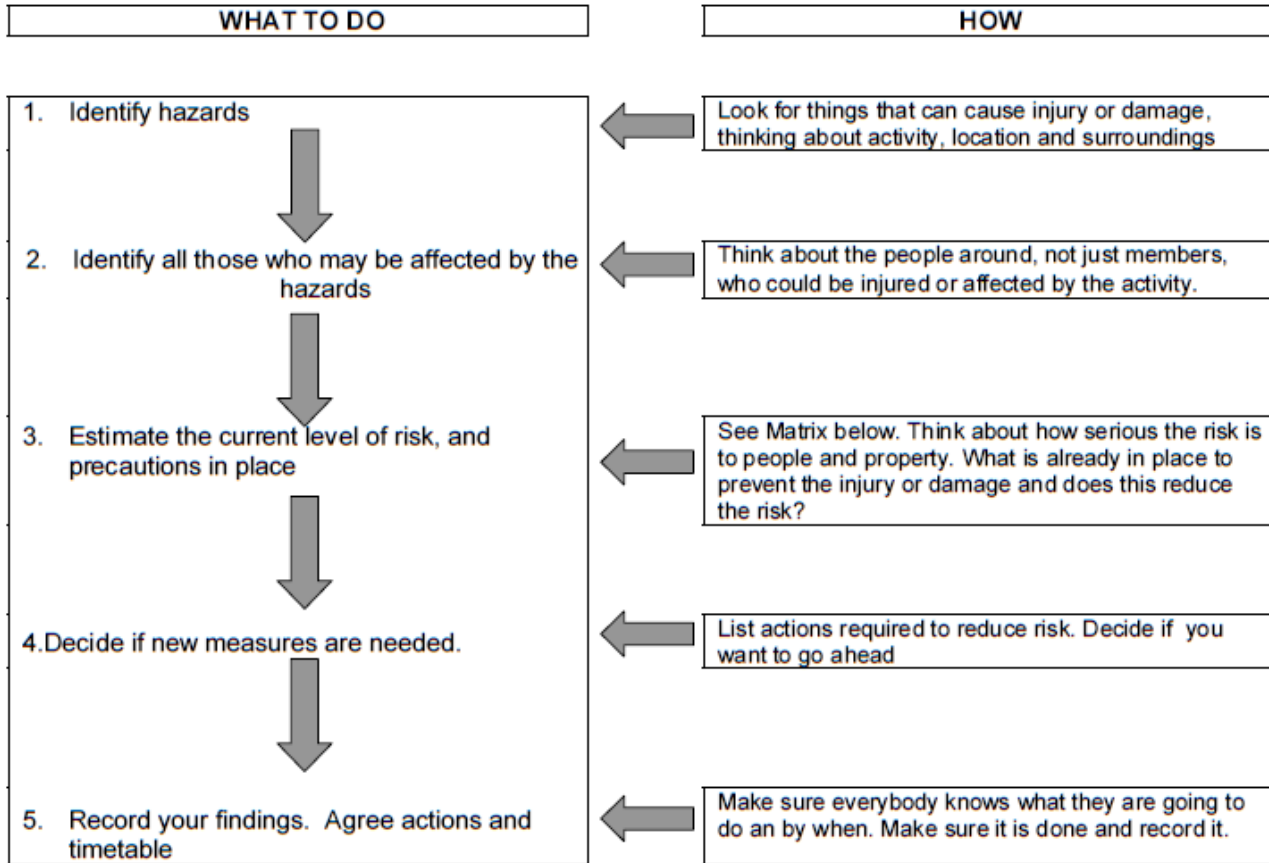 WHAT TO DO
HOW
1. Identify hazards
Look for things that can cause injury or damage,
thinking about activity, location and surroundings
2. Identify all those who may be affected by the
hazards
Think about the people around, not just members,
who could be injured or affected by the activity.
3. Estimate the current level of risk, and
precautions in place
See Matrix below. Think about how serious the risk is
to people and property. What is already in place to
prevent the injury or damage and does this reduce
the risk?
4.Decide if new measures are needed.
List actions required to reduce risk. Decide if you
want to go ahead
5. Record your findings. Agree actions and
timetable
Make sure everybody knows what they are going to
do an by when. Make sure it is done and record it.